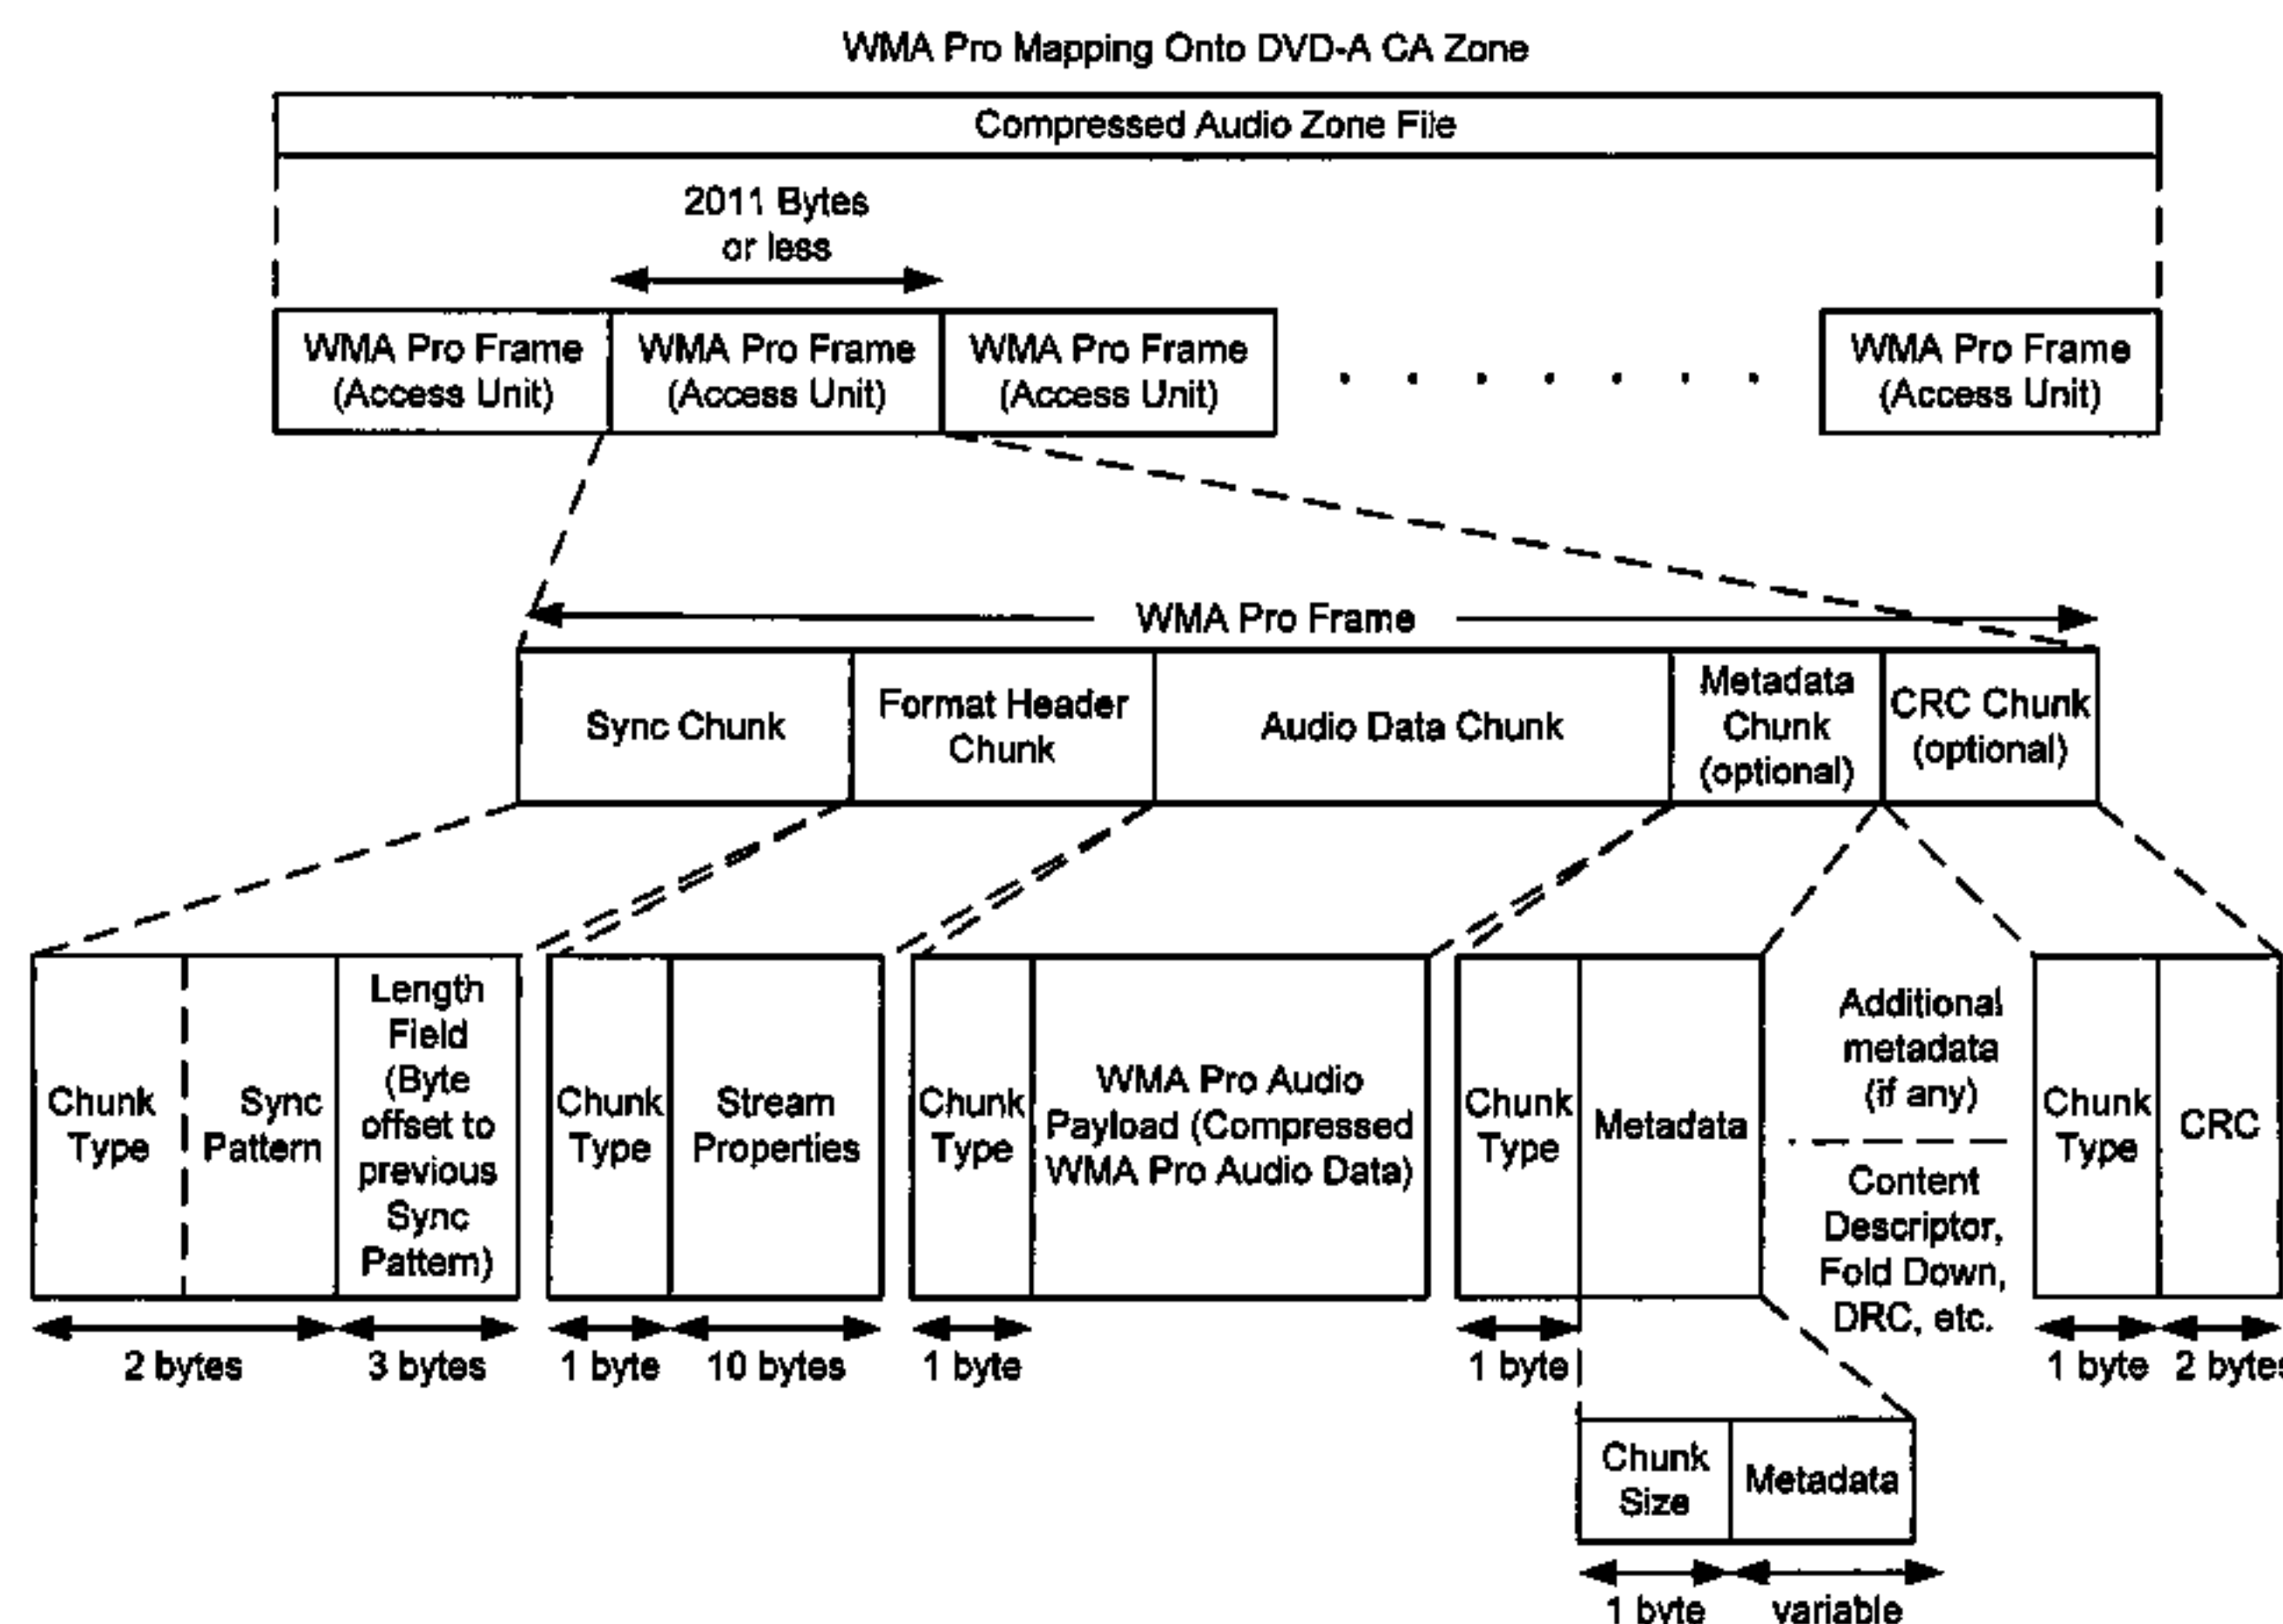 WMA Pro Mapping Onto DVD-A CA Zone
Compressed Audio Zone File
2011 Bytes
or less
WMA Pro Frame
(Access Unit)
WMA Pro Frame
(Access Unit)
WMA Pro Frame
(Access Unit)
WMA Pro Frame
(Access Unit)
WMA Pro Frame
Sync Chunk
Format Header
Chunk
Audio Data Chunk
Metadata
Chunk
(optional)
CRC Chunk
(optional)
Chunk
Type
Sync
Pattern
Length
Field
(Byte
offset to
previous
Sync
Pattern)
Chunk
Type
Stream
Properties
Chunk
Type
WMA Pro Audio
Payload (Compressed
WMA Pro Audio Data)
Chunk
Type
Metadata
Additional
metadata
(if any)
Content
Descriptor,
Fold Down,
DRC, etc.
Chunk
Type
CRC
2 bytes
3 bytes
1 byte
10 bytes
1 byte
1 byte
1 byte
2 bytes
Chunk
Size
Metadata
1 byte
variable